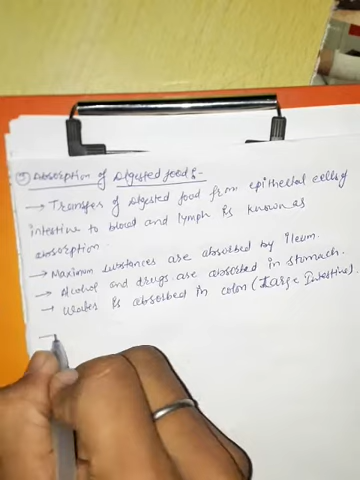 ⑤ Absorption of Digested food :-
→ Transfer of digested food from epithelial cells of
intestine to blood and lymph is known as
absorption.
→ Maximum substances are absorbed by ileum.
→ Alcohol and drugs are absorbed in stomach.
→ Water is absorbed in colon (Large Intestine).